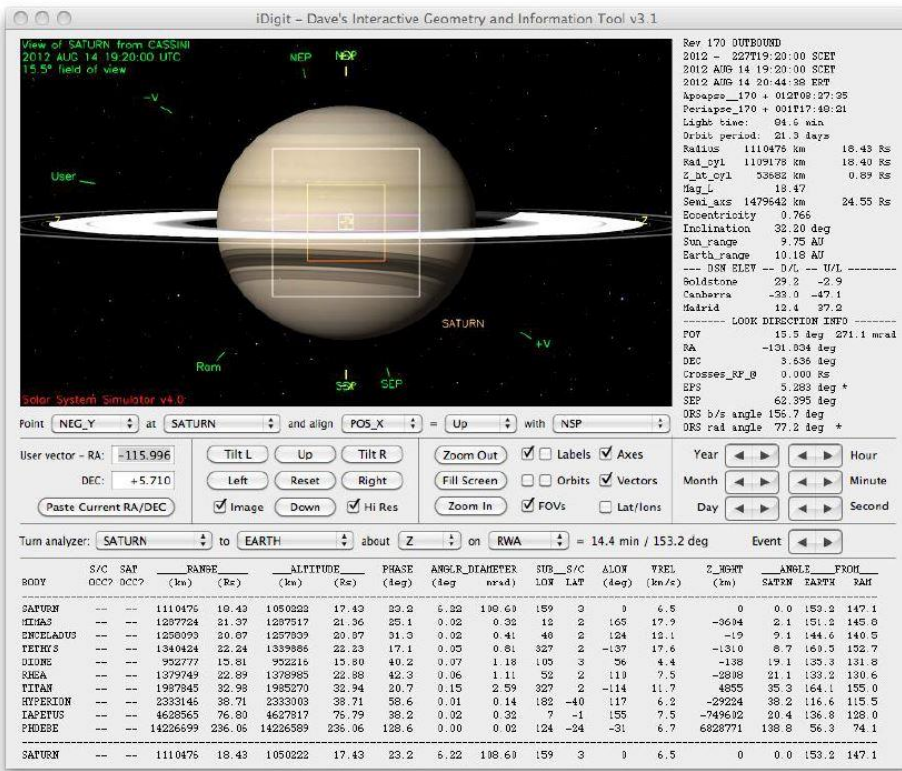 iDigit – Dave's Interactive Geometry and Information Tool v3.1
View of SATURN from CASSINI
2012 AUG 14 19:20:00 UTC
15.5° field of view
NEP
-V
User
Z
Z
SATURN
Ram
+V
SEP
Solar System Simulator v4.0
Rev 170 OUTBOUND
2012 - 227T19:20:00 SCET
2012 AUG 14 19:20:00 SCET
2012 AUG 14 20:44:38 ERT
Apoapse__170 + 012T08:27:35
Periapse_170 + 001T17:48:21
Light time: 84.6 min
Orbit period: 21.3 days
Radius 1110476 km 18.43 Rs
Rad_cyl 1109178 km 18.40 Rs
Z_ht_cyl 53682 km 0.89 Rs
Mag_L 18.47
Semi_axs 1479642 km 24.55 Rs
Eccentricity 0.766
Inclination 32.20 deg
Sun_range 9.75 AU
Earth_range 10.18 AU
--- DSN ELEV -- D/L -- U/L --------
Goldstone 29.2 -2.9
Canberra -33.0 -47.1
Madrid 12.4 37.2
------- LOOK DIRECTION INFO -------
FOV 15.5 deg 271.1 mrad
RA -131.834 deg
DEC 3.636 deg
Crosses_RP_@ 0.000 Rs
EPS 5.283 deg *
SEP 62.395 deg
ORS b/s angle 156.7 deg
ORS rad angle 77.2 deg *
Point NEG_Y at SATURN and align POS_X = Up with NSP
User vector – RA: -115.996 Tilt L Up Tilt R Zoom Out Labels Axes Year Hour
DEC: +5.710 Left Reset Right Fill Screen Orbits Vectors Month Minute
Paste Current RA/DEC Image Down Hi Res Zoom In FOVs Lat/lons Day Second
Turn analyzer: SATURN to EARTH about Z on RWA = 14.4 min / 153.2 deg Event
S/C SAT RANGE ALTITUDE PHASE ANGLR_DIAMETER SUB_S/C ALON VREL Z_HGHT ANGLE FROM
BODY OCC? OCC? (km) (Rs) (km) (Rs) (deg) (deg mrad) LON LAT (deg) (km/s) (km) SATRN EARTH RAM
SATURN -- -- 1110476 18.43 1050222 17.43 23.2 6.22 108.60 159 3 0 6.5 0 0.0 153.2 147.1
MIMAS -- -- 1287724 21.37 1287517 21.36 25.1 0.02 0.32 12 2 165 17.9 -3604 2.1 151.2 145.8
ENCELADUS -- -- 1258093 20.87 1257839 20.87 31.3 0.02 0.41 48 2 124 12.1 -19 9.1 144.6 140.5
TETHYS -- -- 1340424 22.24 1339886 22.23 17.1 0.05 0.81 327 2 -137 17.6 -1310 8.7 160.5 152.7
DIONE -- -- 952777 15.81 952216 15.80 40.2 0.07 1.18 105 3 56 4.4 -138 19.1 135.3 131.8
RHEA -- -- 1379749 22.89 1378985 22.88 42.3 0.06 1.11 52 2 110 7.5 -2808 21.1 133.2 130.6
TITAN -- -- 1987845 32.98 1985270 32.94 20.7 0.15 2.59 327 2 -114 11.7 4855 35.3 164.1 155.0
HYPERION -- -- 2333146 38.71 2333003 38.71 58.6 0.01 0.14 182 -40 117 6.2 -29224 38.2 116.6 115.5
IAPETUS -- -- 4628565 76.80 4627817 76.79 38.2 0.02 0.32 7 -1 155 7.5 -749602 20.4 136.8 128.0
PHOEBE -- -- 14226699 236.06 14226589 236.06 128.6 0.00 0.02 124 -24 -31 6.7 6828771 138.8 56.3 74.1
SATURN -- -- 1110476 18.43 1050222 17.43 23.2 6.22 108.60 159 3 0 6.5 0 0.0 153.2 147.1